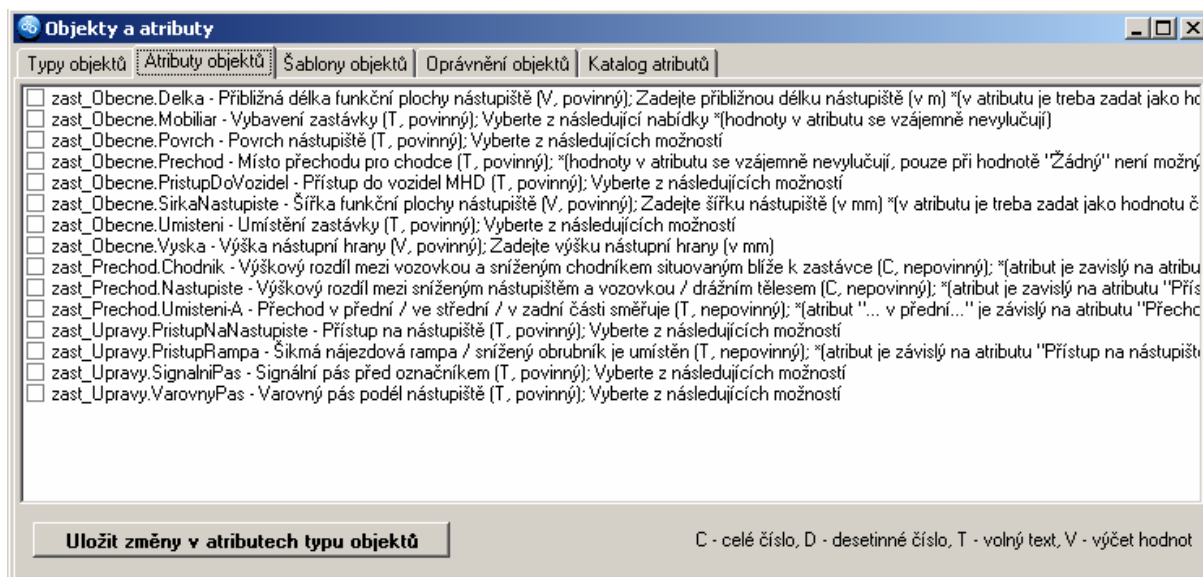 Objekty a atributy
Typy objektů Atributy objektů Šablony objektů Oprávnění objektů Katalog atributů
zast_Obecne.Delka - Přibližná délka funkční plochy nástupiště (V, povinný); Zadejte přibližnou délku nástupiště (v m) *(v atributu je treba zadat jako ho
zast_Obecne.Mobiliar - Vybavení zastávky (T, povinný); Vyberte z následující nabídky *(hodnoty v atributu se vzájemně nevylučují)
zast_Obecne.Povrch - Povrch nástupiště (T, povinný); Vyberte z následujících možností
zast_Obecne.Prechod - Místo přechodu pro chodce (T, povinný); *(hodnoty v atributu se vzájemně nevylučují, pouze při hodnotě "Žádný" není možný
zast_Obecne.PristupDoVozidel - Přístup do vozidel MHD (T, povinný); Vyberte z následujících možností
zast_Obecne.SirkaNastupiste - Šířka funkční plochy nástupiště (V, povinný); Zadejte šířku nástupiště (v mm) *(v atributu je treba zadat jako hodnotu č
zast_Obecne.Umisteni - Umístění zastávky (T, povinný); Vyberte z následujících možností
zast_Obecne.Vyska - Výška nástupní hrany (V, povinný); Zadejte výšku nástupní hrany (v mm)
zast_Prechod.Chodnik - Výškový rozdíl mezi vozovkou a sníženým chodníkem situovaným blíže k zastávce (C, nepovinný); *(atribut je zavislý na atribu
zast_Prechod.Nastupiste - Výškový rozdíl mezi sníženým nástupištěm a vozovkou / drážním tělesem (C, nepovinný); *(atribut je zavislý na atributu "Přís
zast_Prechod.Umisteni-A - Přechod v přední / ve střední / v zadní části směřuje (T, nepovinný); *(atribut "... v přední..." je závislý na atributu "Přecho
zast_Upravy.PristupNaNastupiste - Přístup na nástupiště (T, povinný); Vyberte z následujících možností
zast_Upravy.PristupRampa - Šikmá nájezdová rampa / snížený obrubník je umístěn (T, nepovinný); *(atribut je závislý na atributu "Přístup na nástupišt
zast_Upravy.SignalniPas - Signální pás před označníkem (T, povinný); Vyberte z následujících možností
zast_Upravy.VarovnyPas - Varovný pás podél nástupiště (T, povinný); Vyberte z následujících možností
Uložit změny v atributech typu objektů C - celé číslo, D - desetinné číslo, T - volný text, V - výčet hodnot